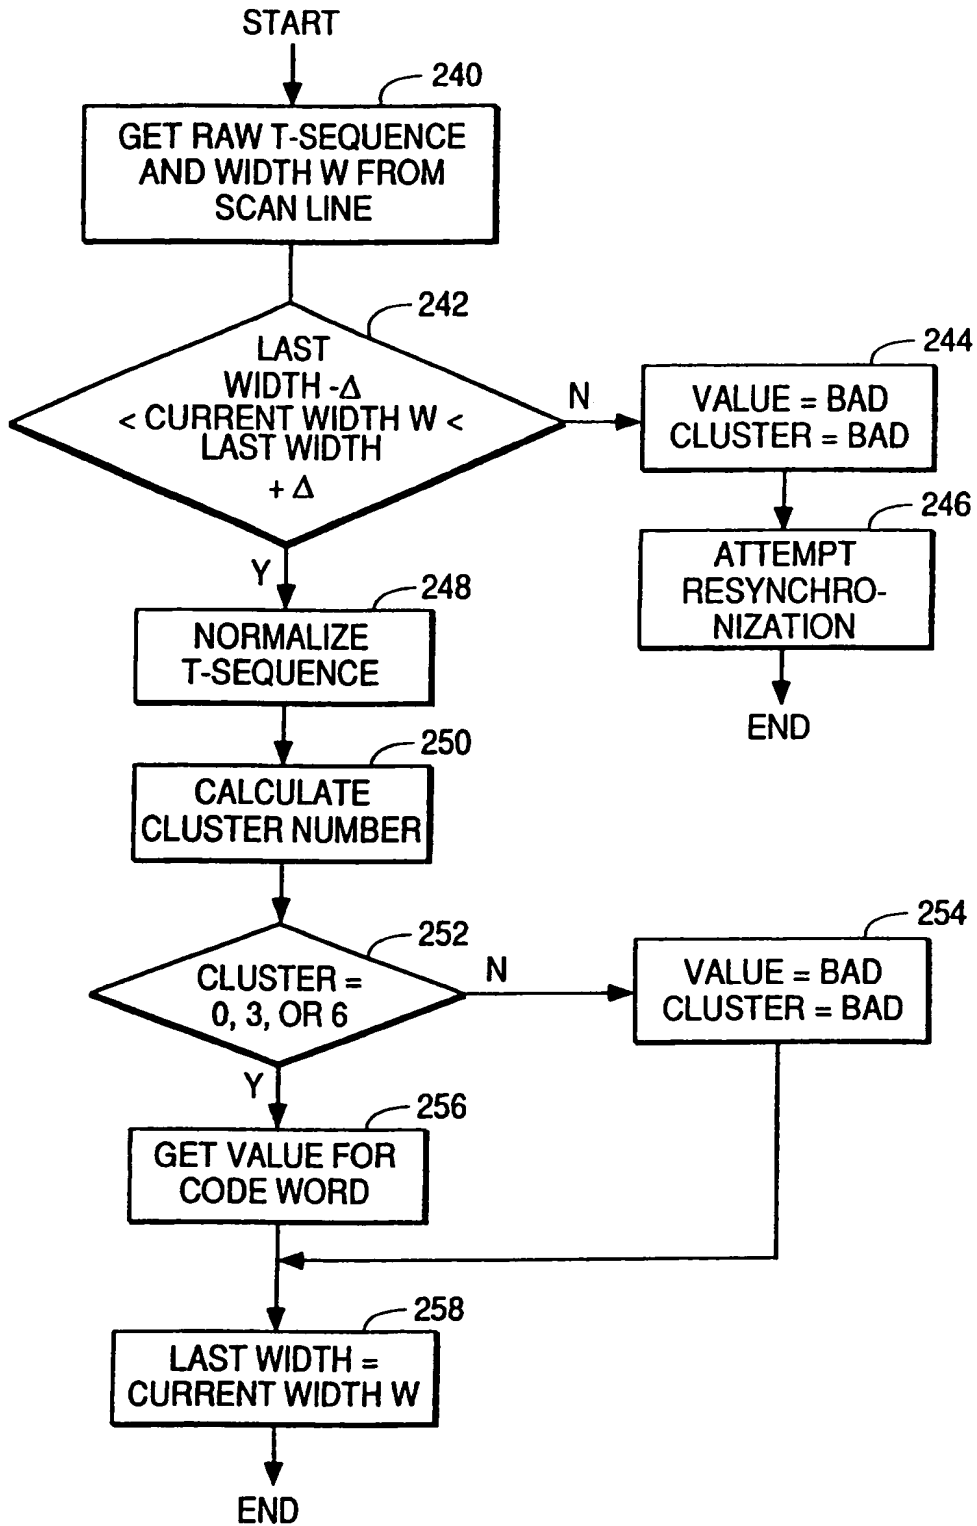 START
240
GET RAW T-SEQUENCE
AND WIDTH W FROM
SCAN LINE
242
LAST
WIDTH -Δ
< CURRENT WIDTH W <
LAST WIDTH
+ Δ
N
244
VALUE = BAD
CLUSTER = BAD
246
ATTEMPT
RESYNCHRO-
NIZATION
END
Y
248
NORMALIZE
T-SEQUENCE
250
CALCULATE
CLUSTER NUMBER
252
CLUSTER =
0, 3, OR 6
N
254
VALUE = BAD
CLUSTER = BAD
Y
256
GET VALUE FOR
CODE WORD
258
LAST WIDTH =
CURRENT WIDTH W
END